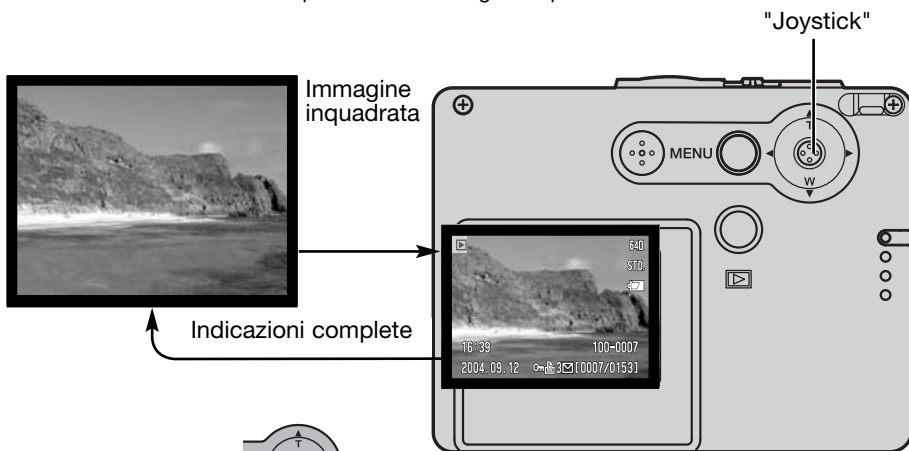 "Joystick"
Immagine
inquadrata
T
MENU
W
640
STD.
Indicazioni complete
16:39
100-0007
2004.09.12
3
[0007/0153]
T